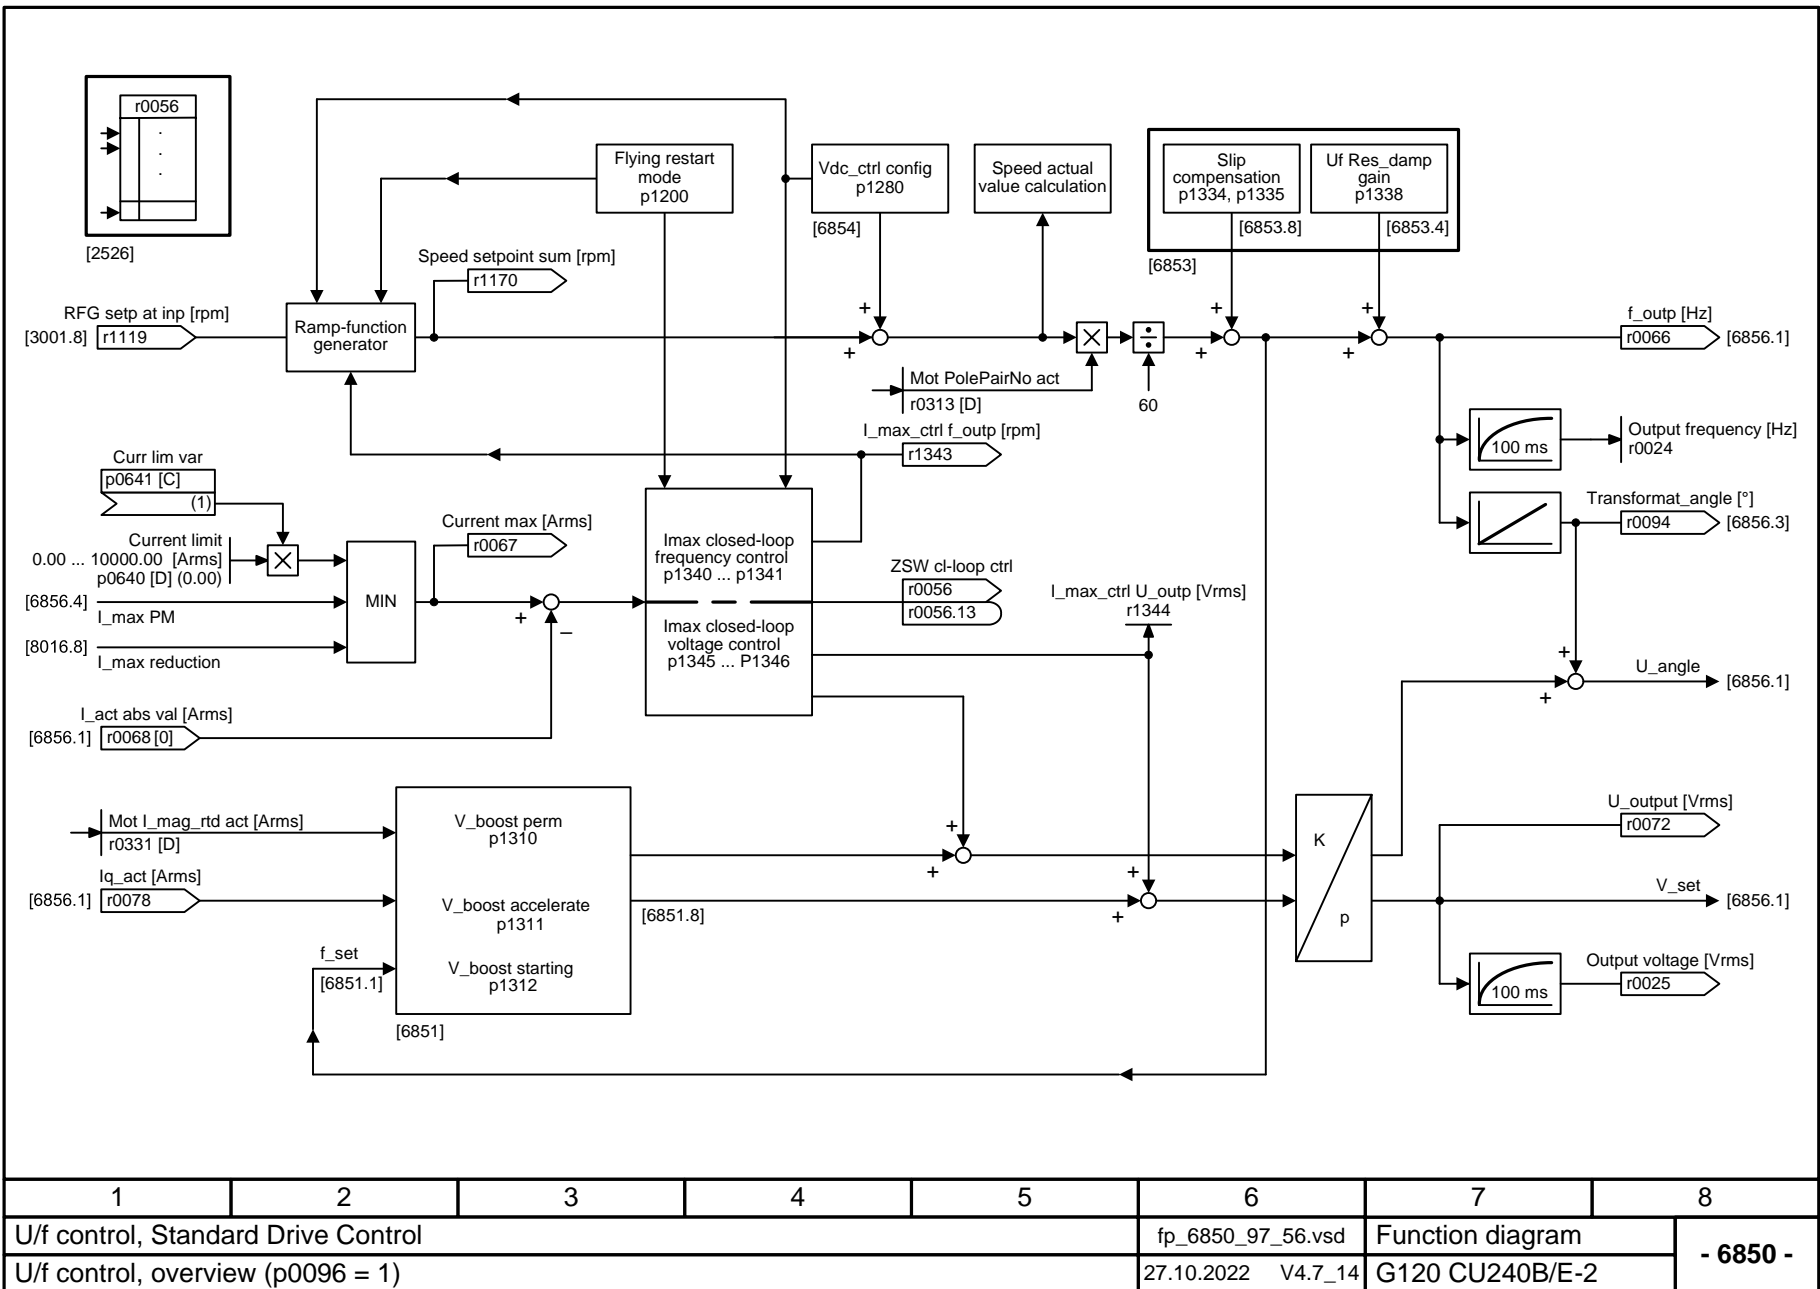 r0056
.
.
.
[2526]
Flying restart
mode
p1200
Vdc_ctrl config
p1280
[6854]
Speed actual
value calculation
Slip
compensation
p1334, p1335
[6853.8]
Uf Res_damp
gain
p1338
[6853.4]
[6853]
Speed setpoint sum [rpm]
r1170
RFG setp at inp [rpm]
[3001.8]
r1119
Ramp-function
generator
+
+
Mot PolePairNo act
r0313 [D]
60
+
+
+
+
f_outp [Hz]
r0066
[6856.1]
100 ms
Output frequency [Hz]
r0024
I_max_ctrl f_outp [rpm]
r1343
Transformat_angle [°]
r0094
[6856.3]
Curr lim var
p0641 [C]
(1)
Current limit
0.00 ... 10000.00 [Arms]
p0640 [D] (0.00)
[6856.4]
I_max PM
[8016.8]
I_max reduction
MIN
Current max [Arms]
r0067
+
–
Imax closed-loop
frequency control
p1340 ... p1341
Imax closed-loop
voltage control
p1345 ... P1346
ZSW cl-loop ctrl
r0056
r0056.13
I_max_ctrl U_outp [Vrms]
r1344
+
+
U_angle
[6856.1]
I_act abs val [Arms]
[6856.1]
r0068 [0]
Mot I_mag_rtd act [Arms]
r0331 [D]
Iq_act [Arms]
[6856.1]
r0078
f_set
[6851.1]
V_boost perm
p1310
V_boost accelerate
p1311
V_boost starting
p1312
[6851]
[6851.8]
+
+
+
+
K
p
U_output [Vrms]
r0072
V_set
[6856.1]
100 ms
Output voltage [Vrms]
r0025
1 2 3 4 5 6 7 8
U/f control, Standard Drive Control
fp_6850_97_56.vsd
Function diagram
- 6850 -
U/f control, overview (p0096 = 1)
27.10.2022 V4.7_14
G120 CU240B/E-2